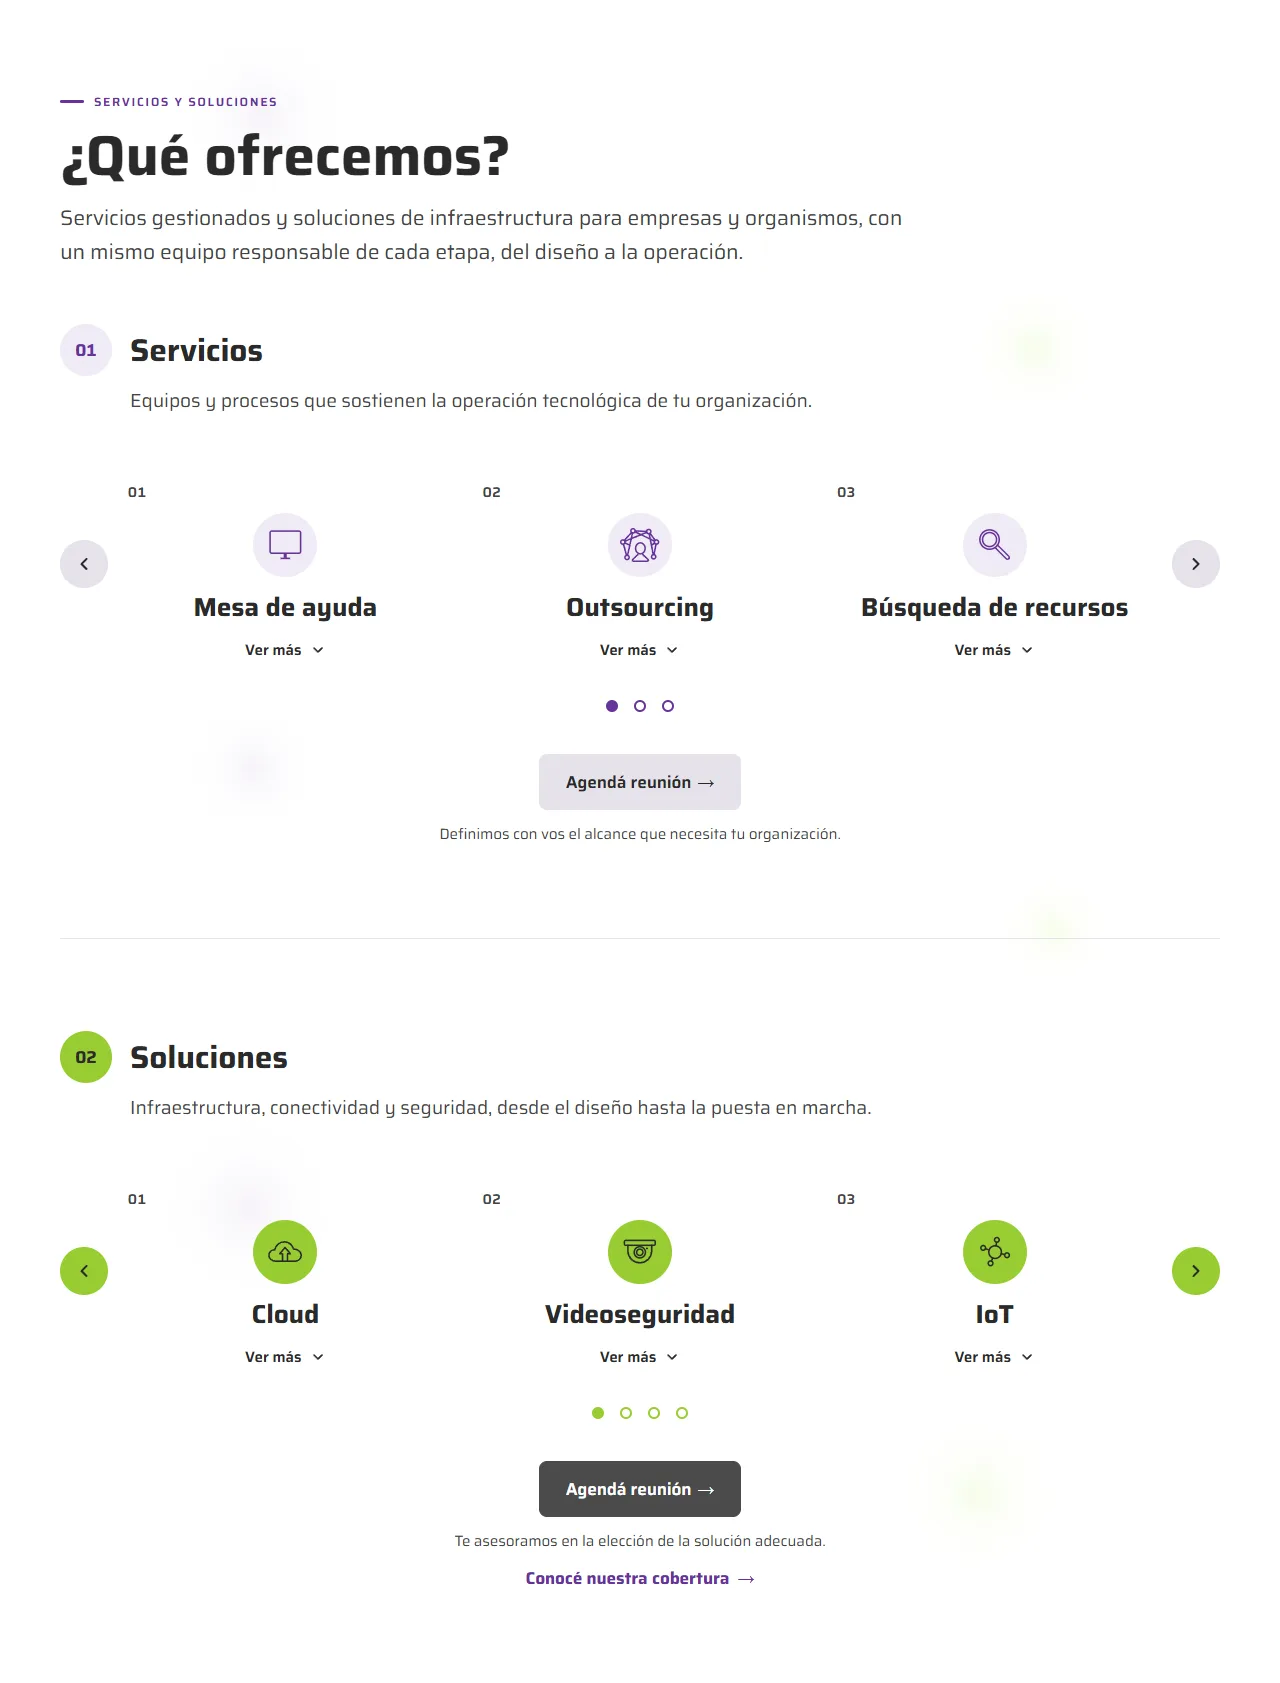 SERVICIOS Y SOLUCIONES
¿Qué ofrecemos?
Servicios gestionados y soluciones de infraestructura para empresas y organismos, con
un mismo equipo responsable de cada etapa, del diseño a la operación.
01
Servicios
Equipos y procesos que sostienen la operación tecnológica de tu organización.
01
Mesa de ayuda
Ver más
02
Outsourcing
Ver más
03
Búsqueda de recursos
Ver más
Agendá reunión →
Definimos con vos el alcance que necesita tu organización.
02
Soluciones
Infraestructura, conectividad y seguridad, desde el diseño hasta la puesta en marcha.
01
Cloud
Ver más
02
Videoseguridad
Ver más
03
IoT
Ver más
Agendá reunión →
Te asesoramos en la elección de la solución adecuada.
Conocé nuestra cobertura →